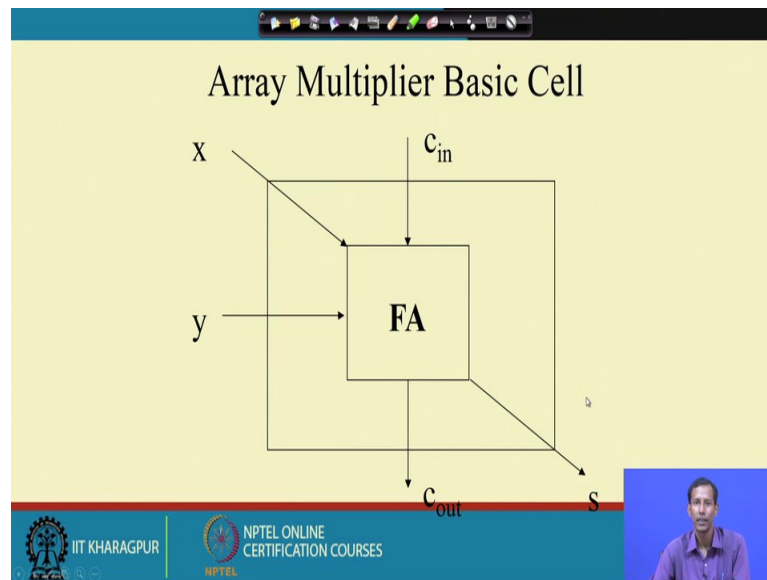 Array Multiplier Basic Cell
x
c_in
y
FA
c_out
s
IIT KHARAGPUR
NPTEL
NPTEL ONLINE
CERTIFICATION COURSES